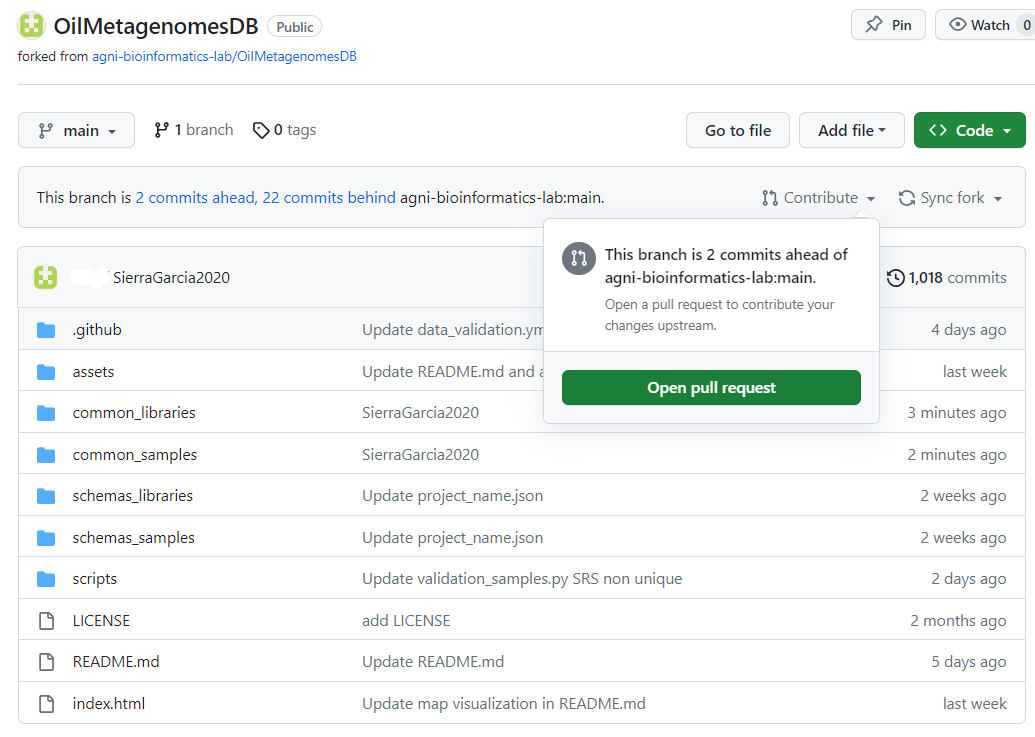 OilMetagenomesDB Public Pin Watch 0
forked from agni-bioinformatics-lab/OilMetagenomesDB
main 1 branch 0 tags Go to file Add file Code
This branch is 2 commits ahead, 22 commits behind agni-bioinformatics-lab:main. Contribute Sync fork
This branch is 2 commits ahead of
agni-bioinformatics-lab:main.
Open a pull request to contribute your
changes upstream.
Open pull request
SierraGarcia2020 1,018 commits
.github Update data_validation.ym 4 days ago
assets Update README.md and a last week
common_libraries SierraGarcia2020 3 minutes ago
common_samples SierraGarcia2020 2 minutes ago
schemas_libraries Update project_name.json 2 weeks ago
schemas_samples Update project_name.json 2 weeks ago
scripts Update validation_samples.py SRS non unique 2 days ago
LICENSE add LICENSE 2 months ago
README.md Update README.md 5 days ago
index.html Update map visualization in README.md last week